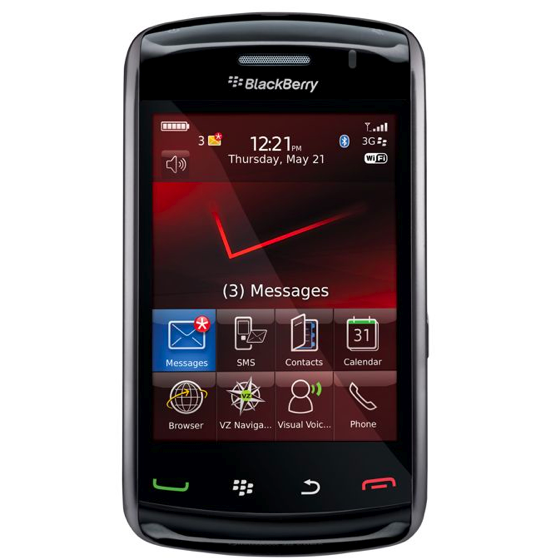 BlackBerry
3
12:21PM
3G
Thursday, May 21
WiFi
(3) Messages
31
Messages
SMS
Contacts
Calendar
VZ
Browser
VZ Naviga...
Visual Voic...
Phone